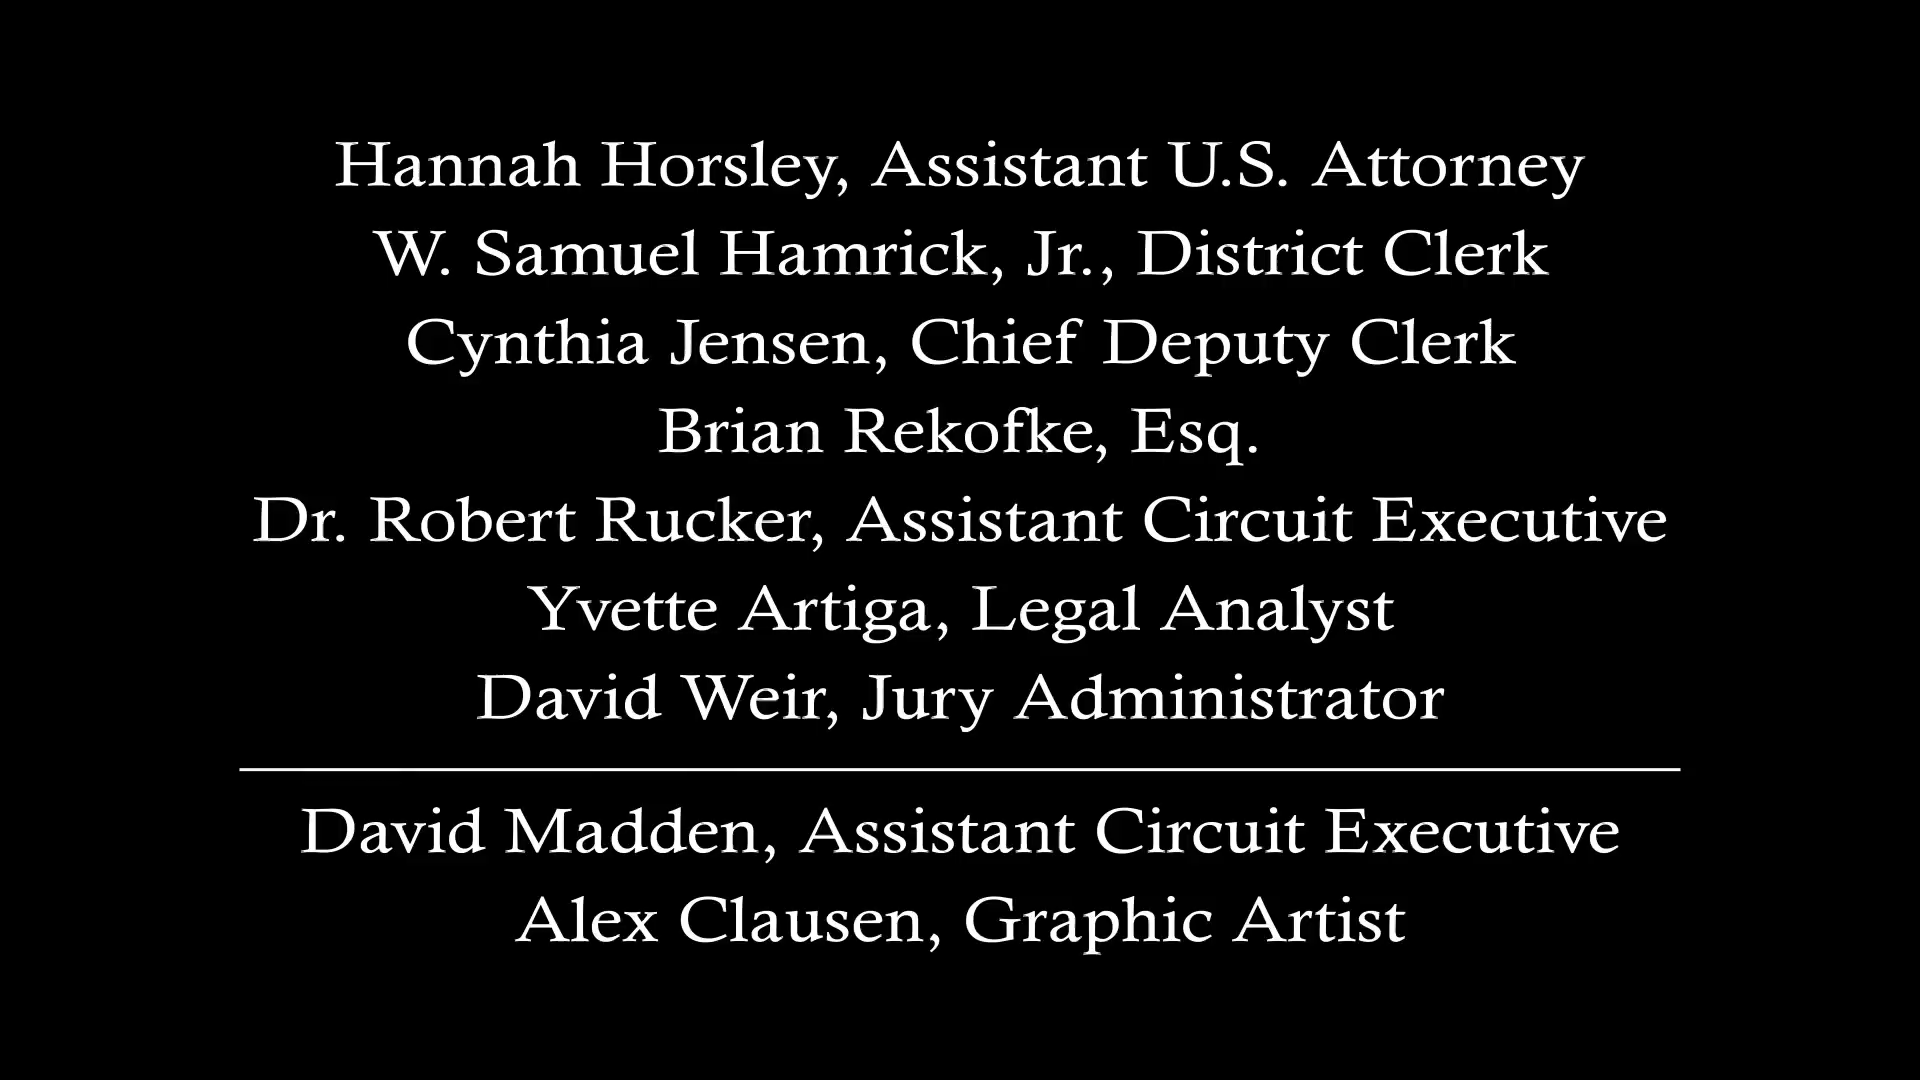 Hannah Horsley, Assistant U.S. Attorney
W. Samuel Hamrick, Jr., District Clerk
Cynthia Jensen, Chief Deputy Clerk
Brian Rekofke, Esq.
Dr. Robert Rucker, Assistant Circuit Executive
Yvette Artiga, Legal Analyst
David Weir, Jury Administrator
David Madden, Assistant Circuit Executive
Alex Clausen, Graphic Artist